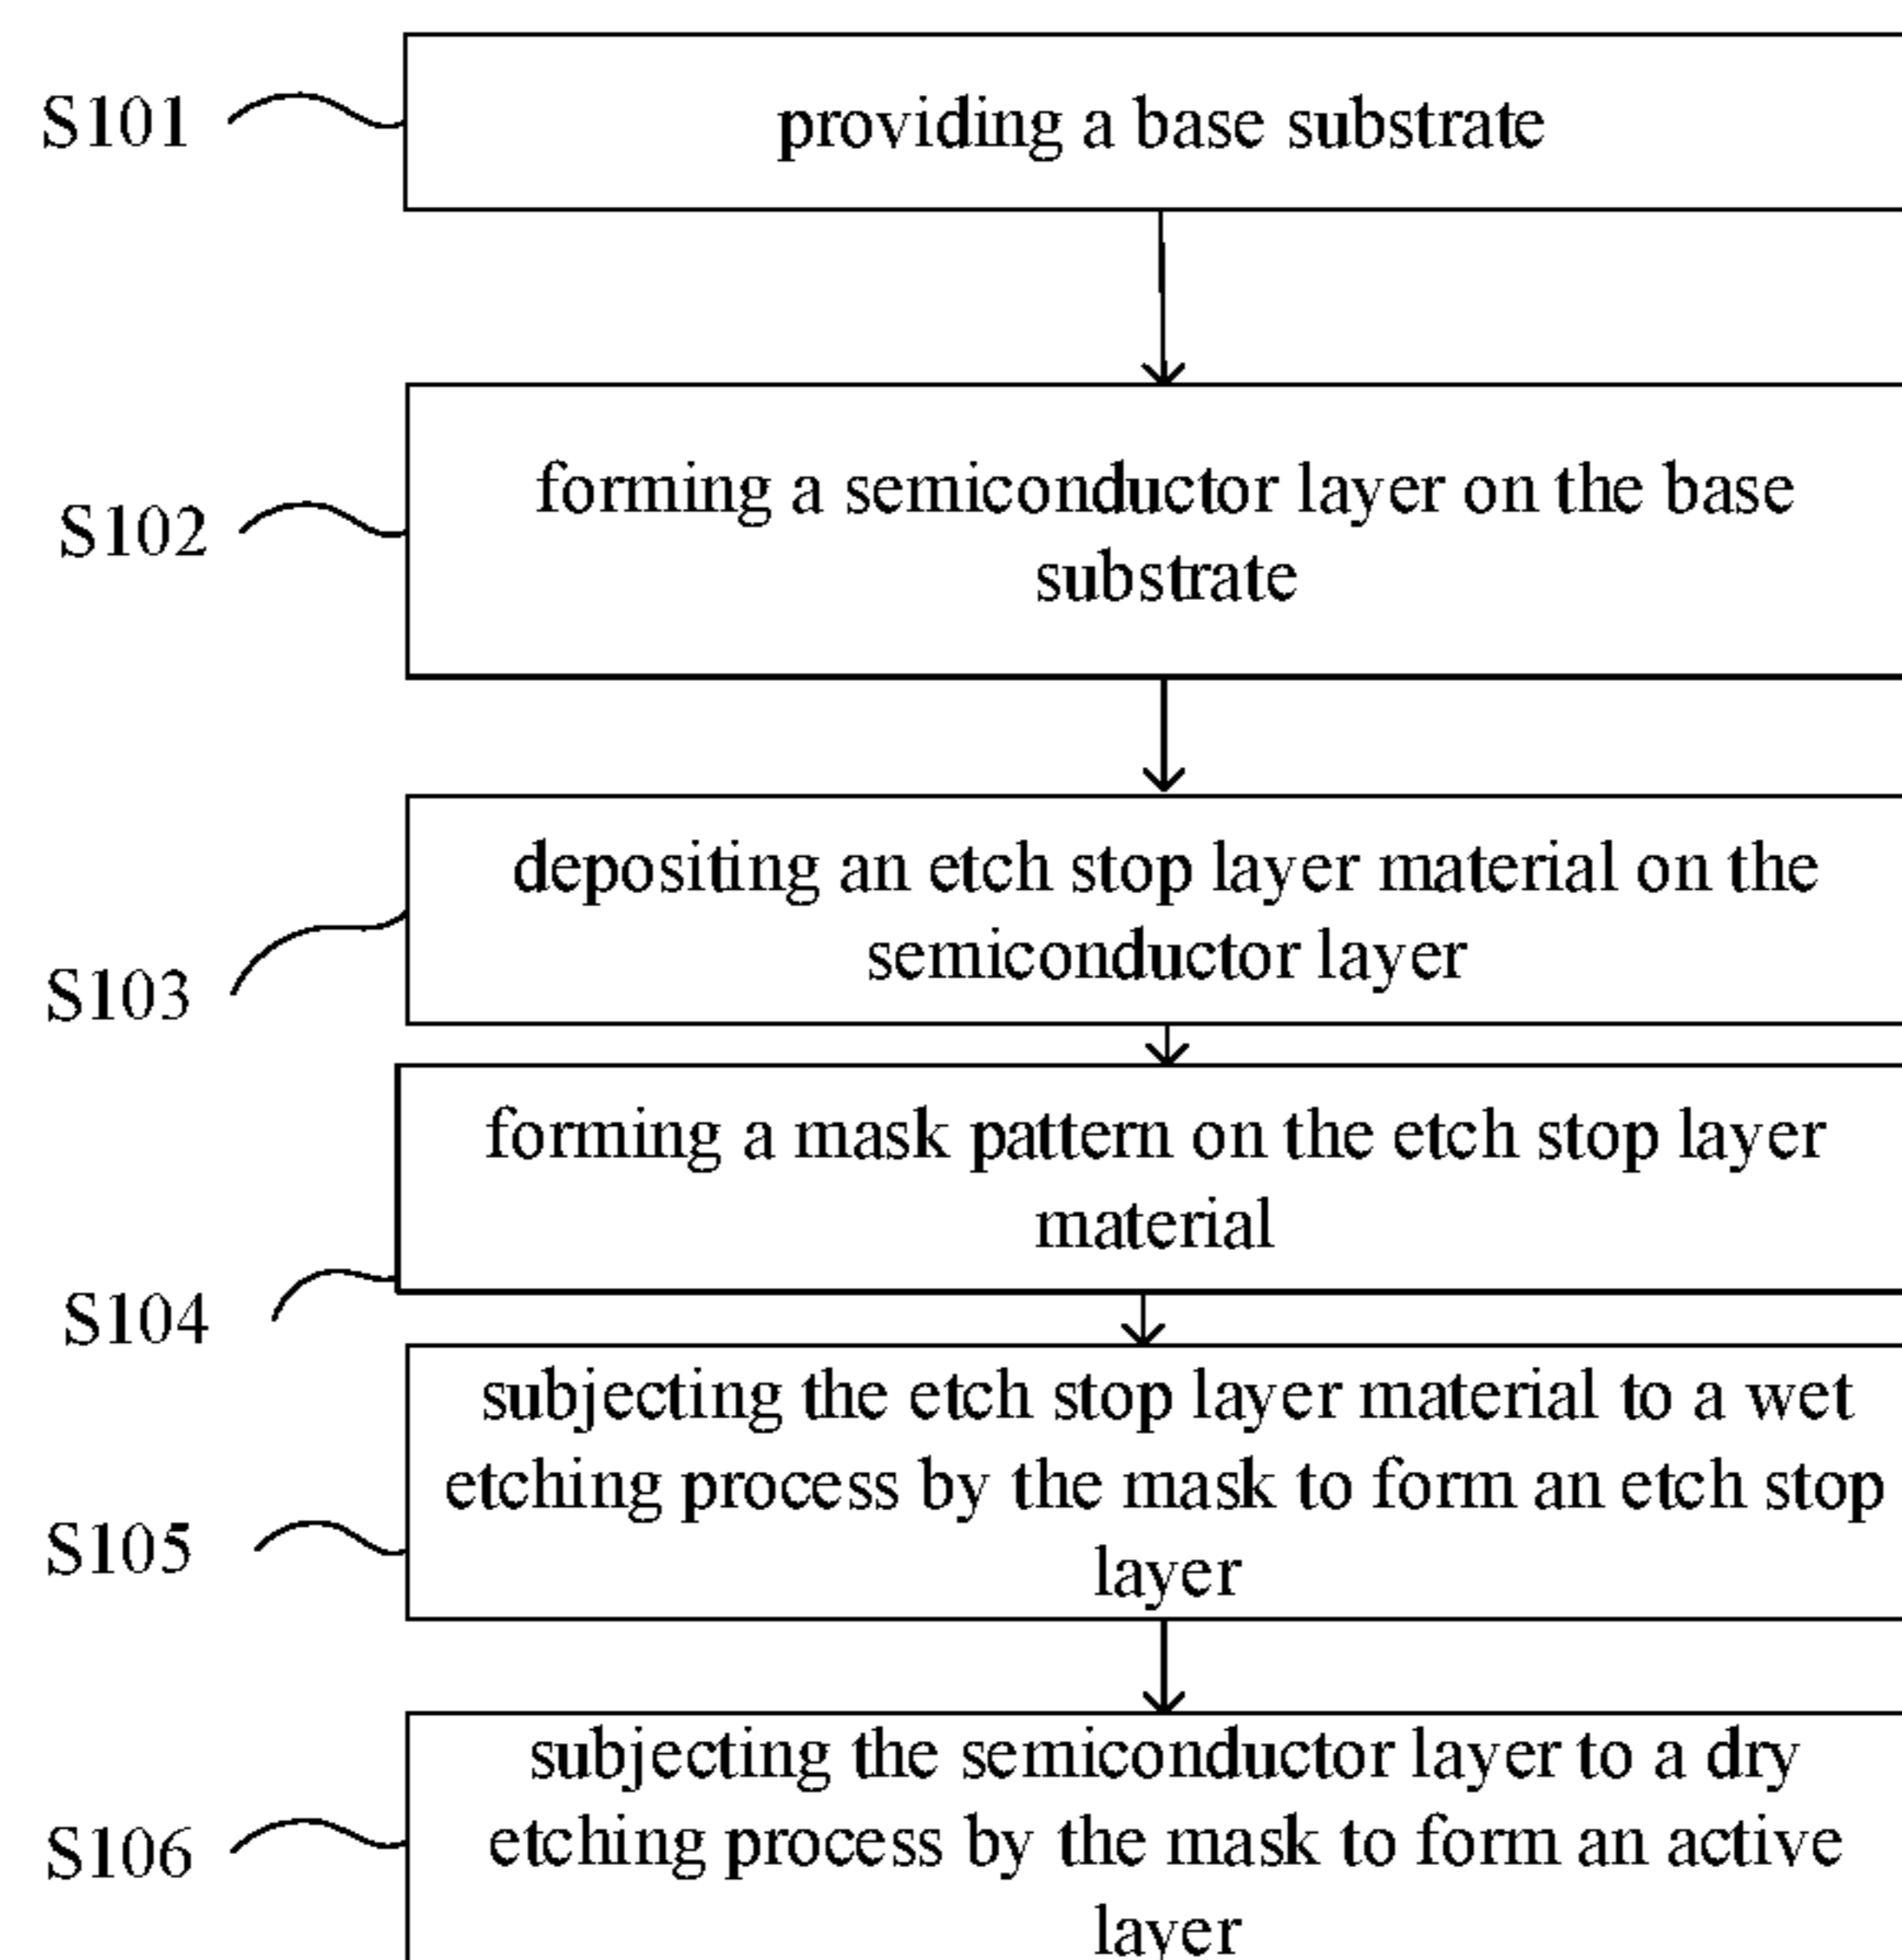 S101
providing a base substrate
S102
forming a semiconductor layer on the base
substrate
S103
depositing an etch stop layer material on the
semiconductor layer
S104
forming a mask pattern on the etch stop layer
material
S105
subjecting the etch stop layer material to a wet
etching process by the mask to form an etch stop
layer
S106
subjecting the semiconductor layer to a dry
etching process by the mask to form an active
layer